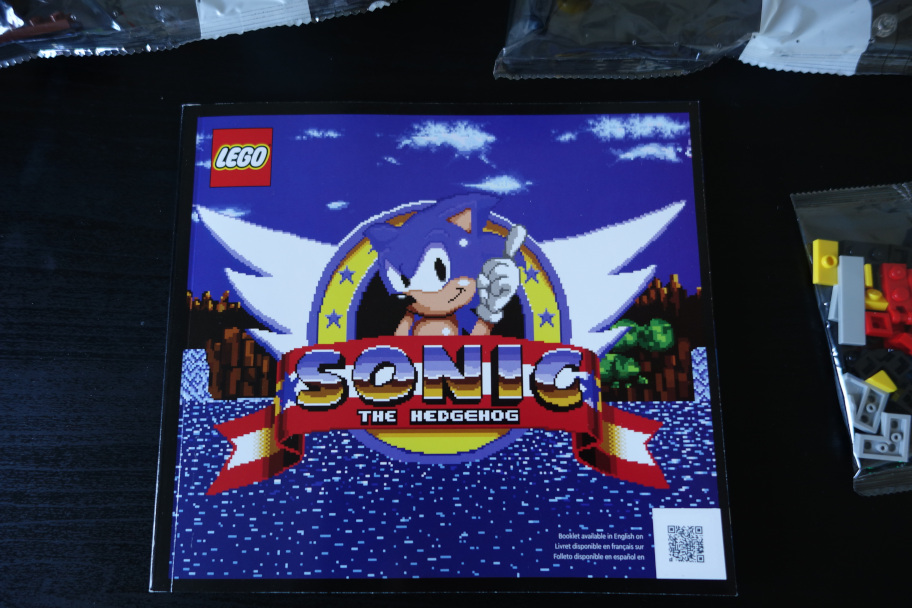 LEGO
SONIC
THE HEDGEHOG
Booklet available in English on
Livret disponible en français sur
Folleto disponible en español en